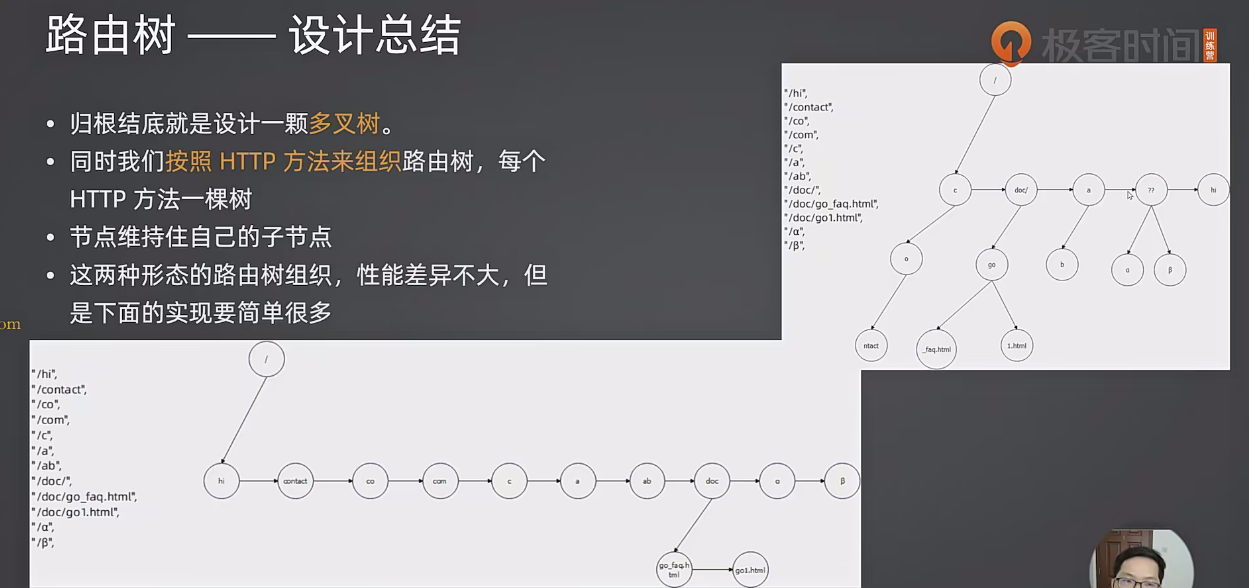 路由树 —— 设计总结
极客时间 训练营
• 归根结底就是设计一颗多叉树。
• 同时我们按照 HTTP 方法来组织路由树，每个
HTTP 方法一棵树
• 节点维持住自己的子节点
• 这两种形态的路由树组织，性能差异不大，但
是下面的实现要简单很多
om
/
"/hi",
"/contact",
"/co",
"/com",
"/c",
"/a",
"/ab",
"/doc/",
"/doc/go_faq.html",
"/doc/go1.html",
"/α",
"/β",
c doc/ a ?? hi
o go b α β
ntact _faq.html 1.html
/
"/hi",
"/contact",
"/co",
"/com",
"/c",
"/a",
"/ab",
"/doc/",
"/doc/go_faq.html",
"/doc/go1.html",
"/α",
"/β",
hi contact co com c a ab doc α β
go_faq.h
tml
go1.html